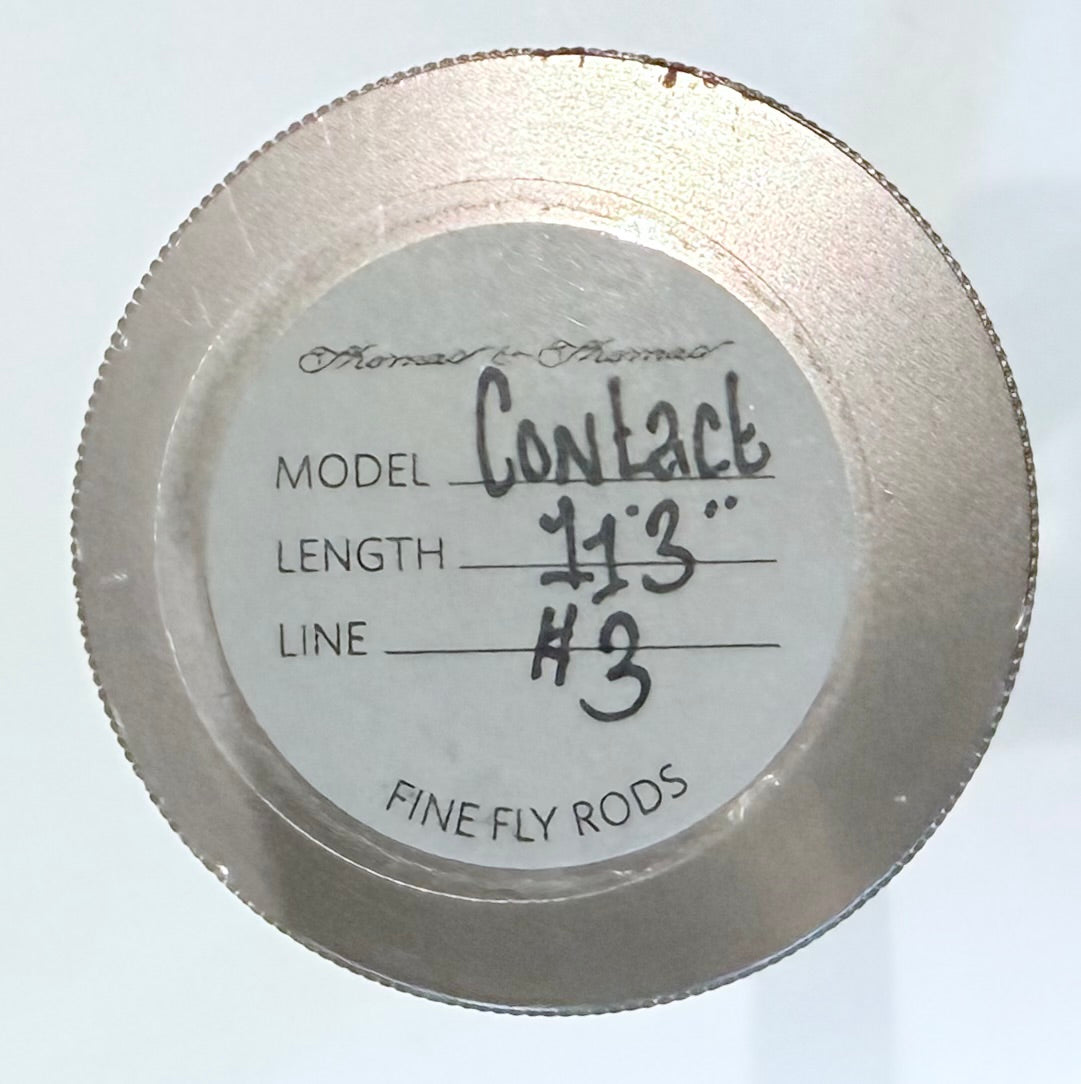 Thomas & Thomas
MODEL Contact
LENGTH 11'3"
LINE #3
FINE FLY RODS